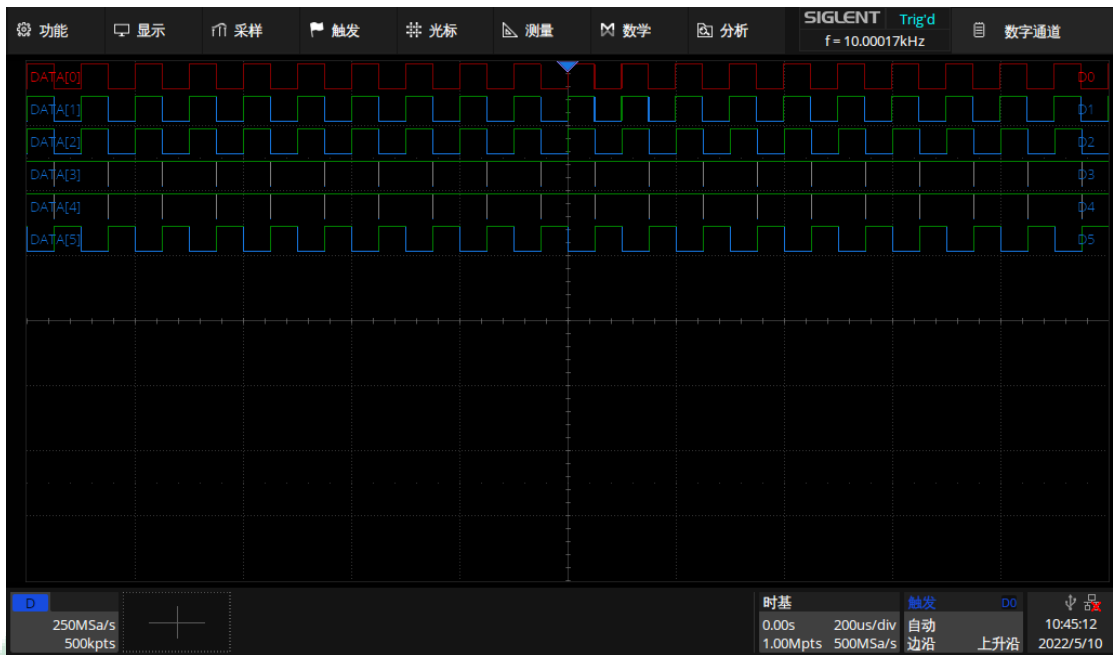 功能 显示 采样 触发 光标 测量 数学 分析 SIGLENT Trig'd 数字通道
f = 10.00017kHz
DATA[0] D0
DATA[1] D1
DATA[2] D2
DATA[3] D3
DATA[4] D4
DATA[5] D5
D 时基 触发 D0
250MSa/s 0.00s 200us/div 自动 10:45:12
500kpts 1.00Mpts 500MSa/s 边沿 上升沿 2022/5/10